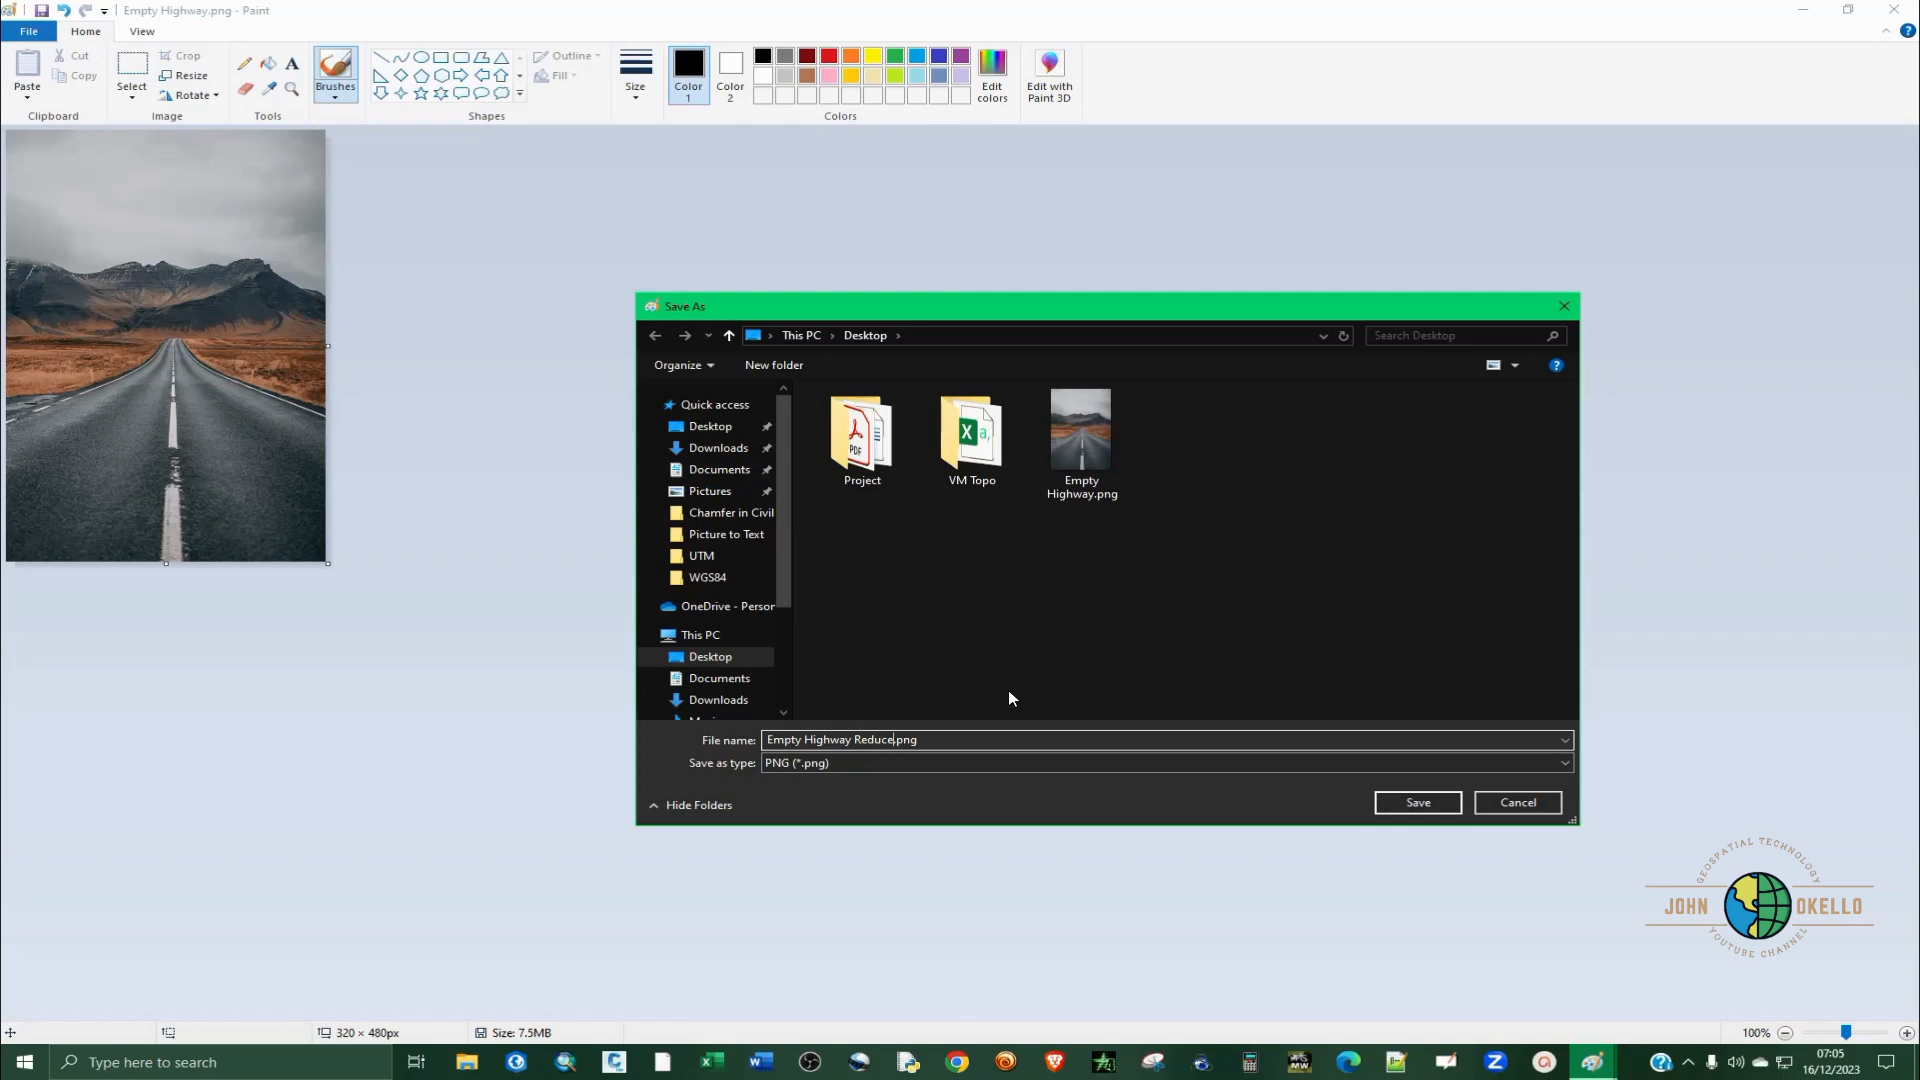 Empty Highway.png - Paint
File
Home
View
Paste
Cut
Copy
Clipboard
Select
Crop
Resize
Rotate
Image
Tools
Brushes
Shapes
Outline
Fill
Size
Color 1
Color 2
Edit colors
Colors
Edit with Paint 3D
Save As
This PC
Desktop
Search Desktop
Organize
New folder
Quick access
Desktop
Downloads
Documents
Pictures
Chamfer in Civil
Picture to Text
UTM
WGS84
OneDrive - Person
This PC
Desktop
Documents
Downloads
Project
VM Topo
Empty
Highway.png
File name: Empty Highway Reduce.png
Save as type: PNG (*.png)
Hide Folders
Save
Cancel
GEOSPATIAL TECHNOLOGY
JOHN OKELLO
YOUTUBE CHANNEL
320 × 480px
Size: 7.5MB
100%
Type here to search
07:05
16/12/2023